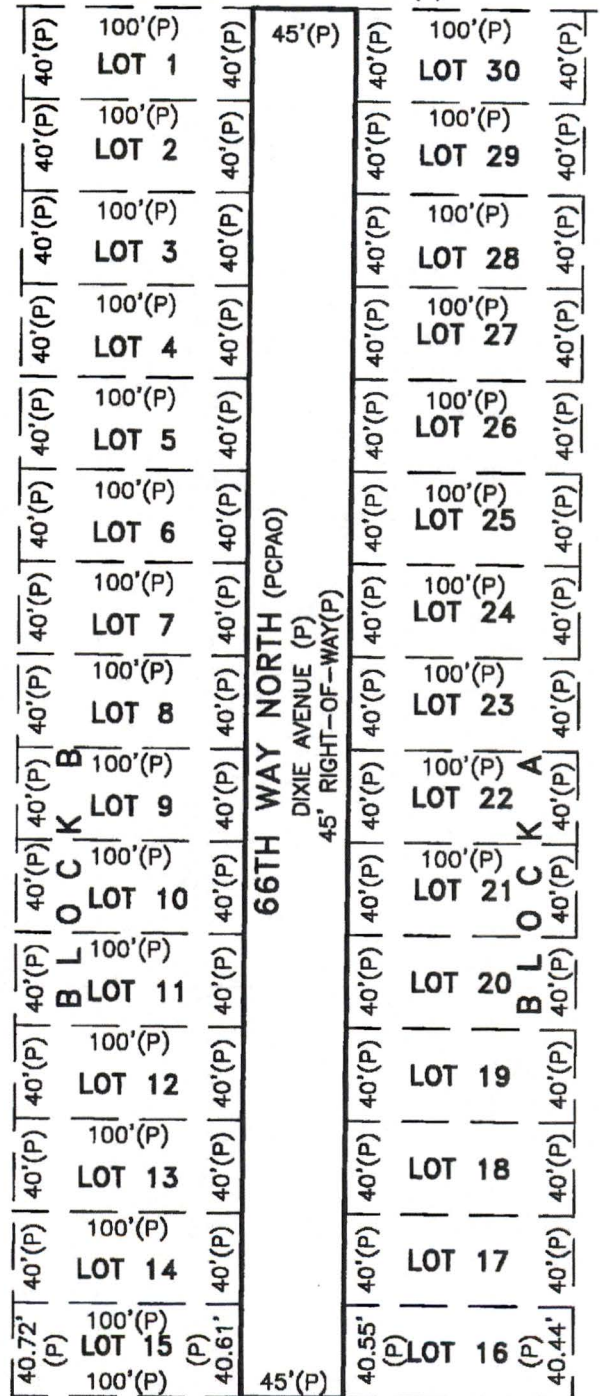 100'(P)
40'(P) LOT 1 40'(P)
100'(P)
40'(P) LOT 2 40'(P)
100'(P)
40'(P) LOT 3 40'(P)
100'(P)
40'(P) LOT 4 40'(P)
100'(P)
40'(P) LOT 5 40'(P)
100'(P)
40'(P) LOT 6 40'(P)
100'(P)
40'(P) LOT 7 40'(P)
100'(P)
40'(P) LOT 8 40'(P)
100'(P)
40'(P) LOT 9 40'(P)
100'(P)
40'(P) LOT 10 40'(P)
100'(P)
40'(P) LOT 11 40'(P)
100'(P)
40'(P) LOT 12 40'(P)
100'(P)
40'(P) LOT 13 40'(P)
100'(P)
40'(P) LOT 14 40'(P)
100'(P)
40.72' (P) LOT 15 (P) 40.61'
100'(P)
BLOCK B
45'(P)
66TH WAY NORTH (PCPAO)
DIXIE AVENUE (P)
45' RIGHT-OF-WAY(P)
45'(P)
100'(P)
40'(P) LOT 30 40'(P)
100'(P)
40'(P) LOT 29 40'(P)
100'(P)
40'(P) LOT 28 40'(P)
100'(P)
40'(P) LOT 27 40'(P)
100'(P)
40'(P) LOT 26 40'(P)
100'(P)
40'(P) LOT 25 40'(P)
100'(P)
40'(P) LOT 24 40'(P)
100'(P)
40'(P) LOT 23 40'(P)
100'(P)
40'(P) LOT 22 40'(P)
100'(P)
40'(P) LOT 21 40'(P)
40'(P) LOT 20 40'(P)
40'(P) LOT 19 40'(P)
40'(P) LOT 18 40'(P)
40'(P) LOT 17 40'(P)
40.55' (P) LOT 16 (P) 40.44'
BLOCK A